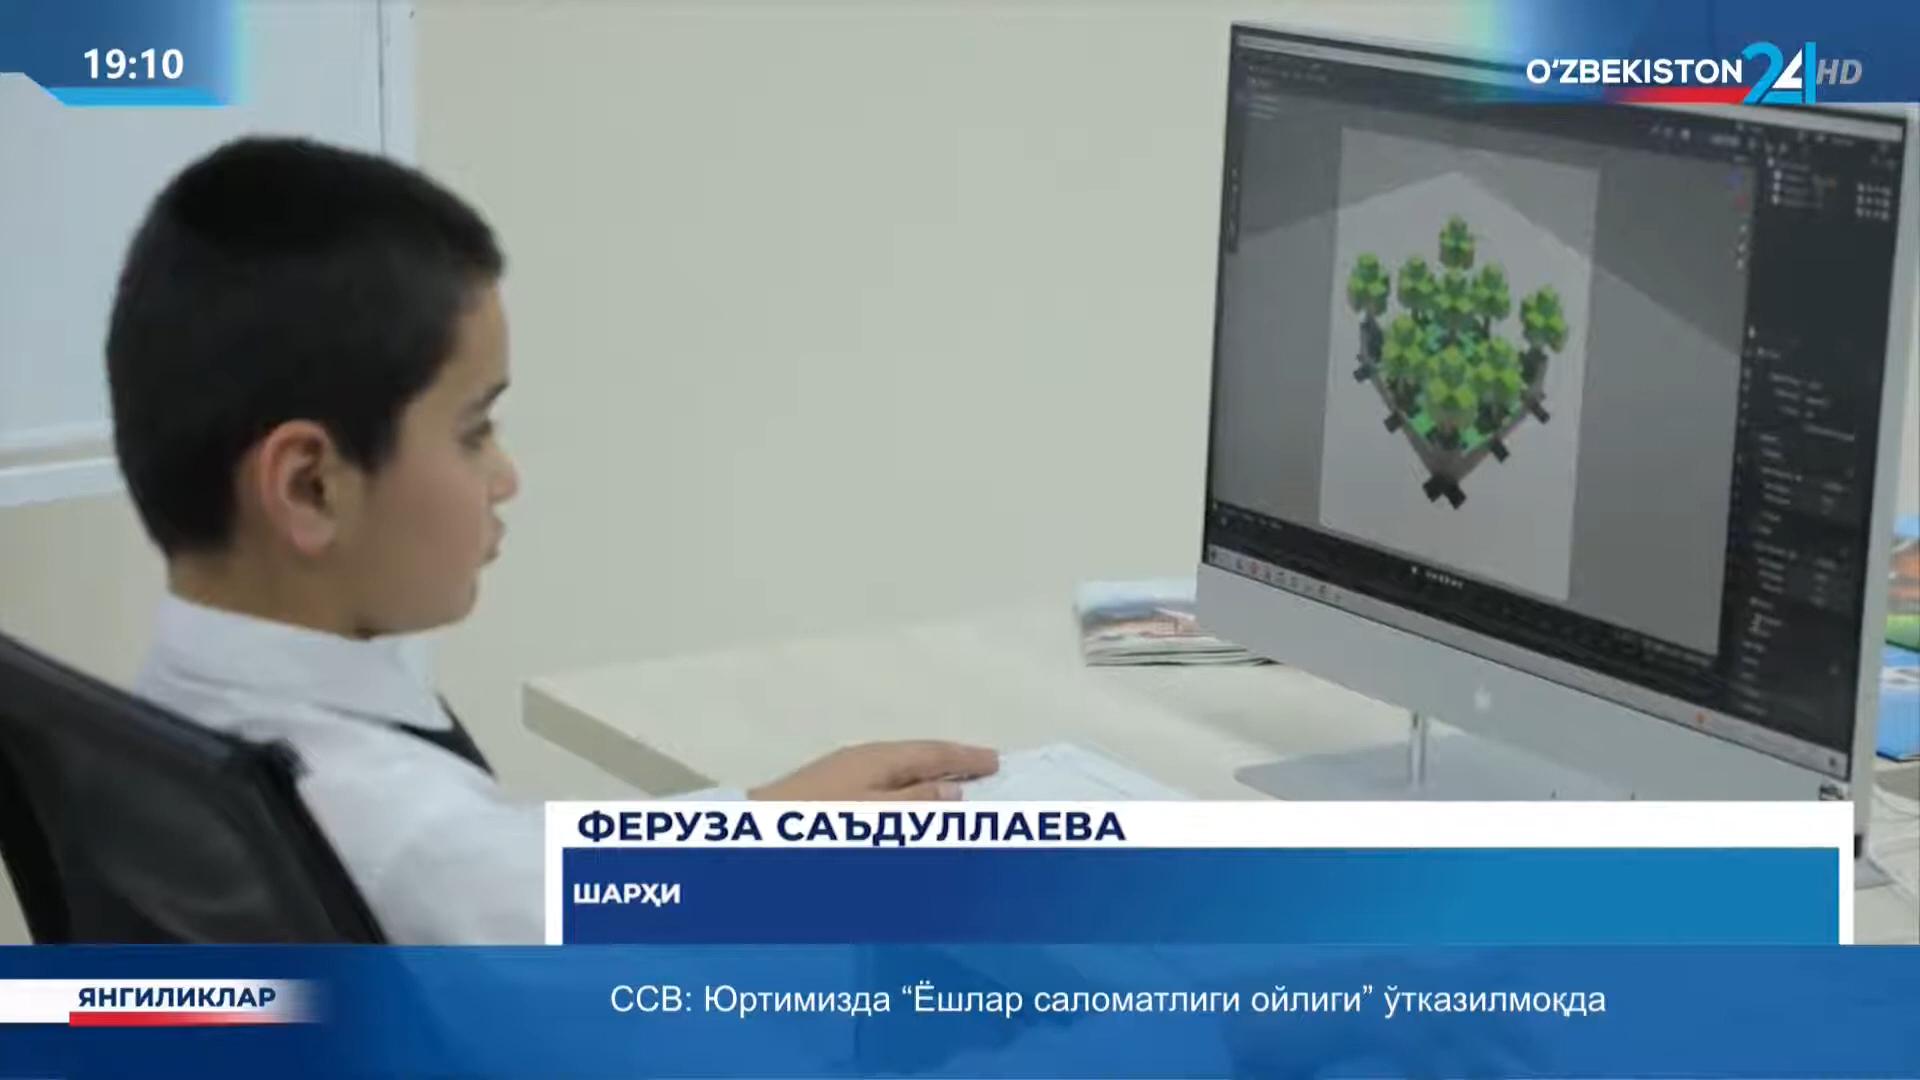 19:10
O‘ZBEKISTON 24 HD
ФЕРУЗА САЪДУЛЛАЕВА
ШАРҲИ
ЯНГИЛИКЛАР
ССВ: Юртимизда “Ёшлар саломатлиги ойлиги” ўтказилмоқда